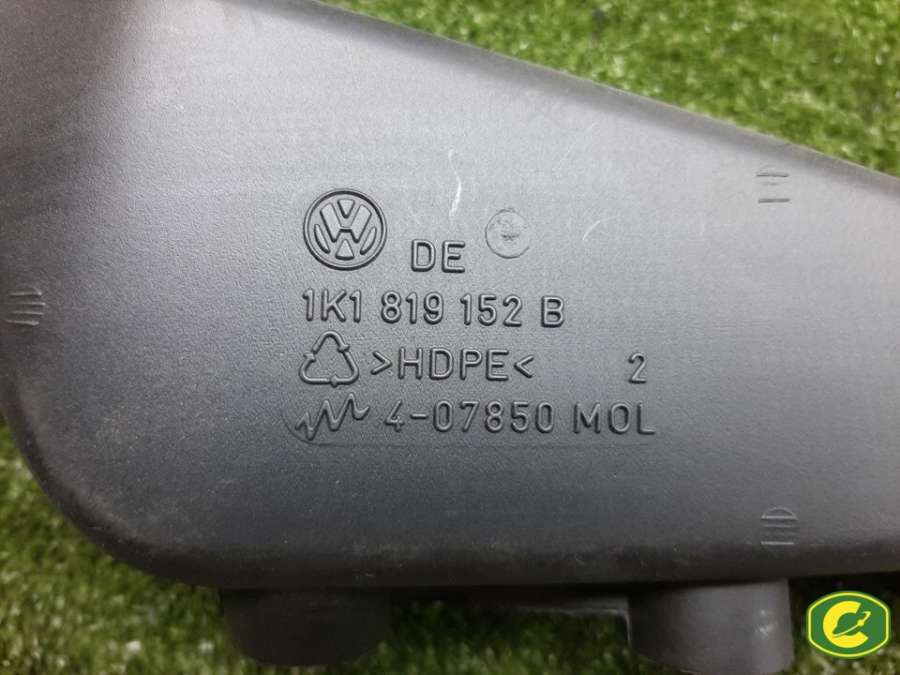 DE
1K1 819 152 B
>HDPE< 2
4-07850 MOL